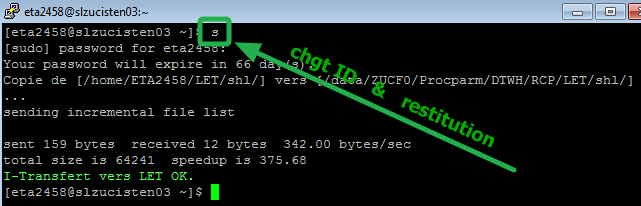 eta2458@slzucisten03:~
[eta2458@slzucisten03 ~]$ s
[sudo] password for eta2458:
Your password will expire in 66 day(s).
Copie de [/home/ETA2458/LET/shl/] vers [/data/ZUCF0/Procparm/DTWH/RCP/LET/shl/]
...
sending incremental file list
sent 159 bytes  received 12 bytes  342.00 bytes/sec
total size is 64241  speedup is 375.68
I-Transfert vers LET OK.
[eta2458@slzucisten03 ~]$
chgt ID & restitution